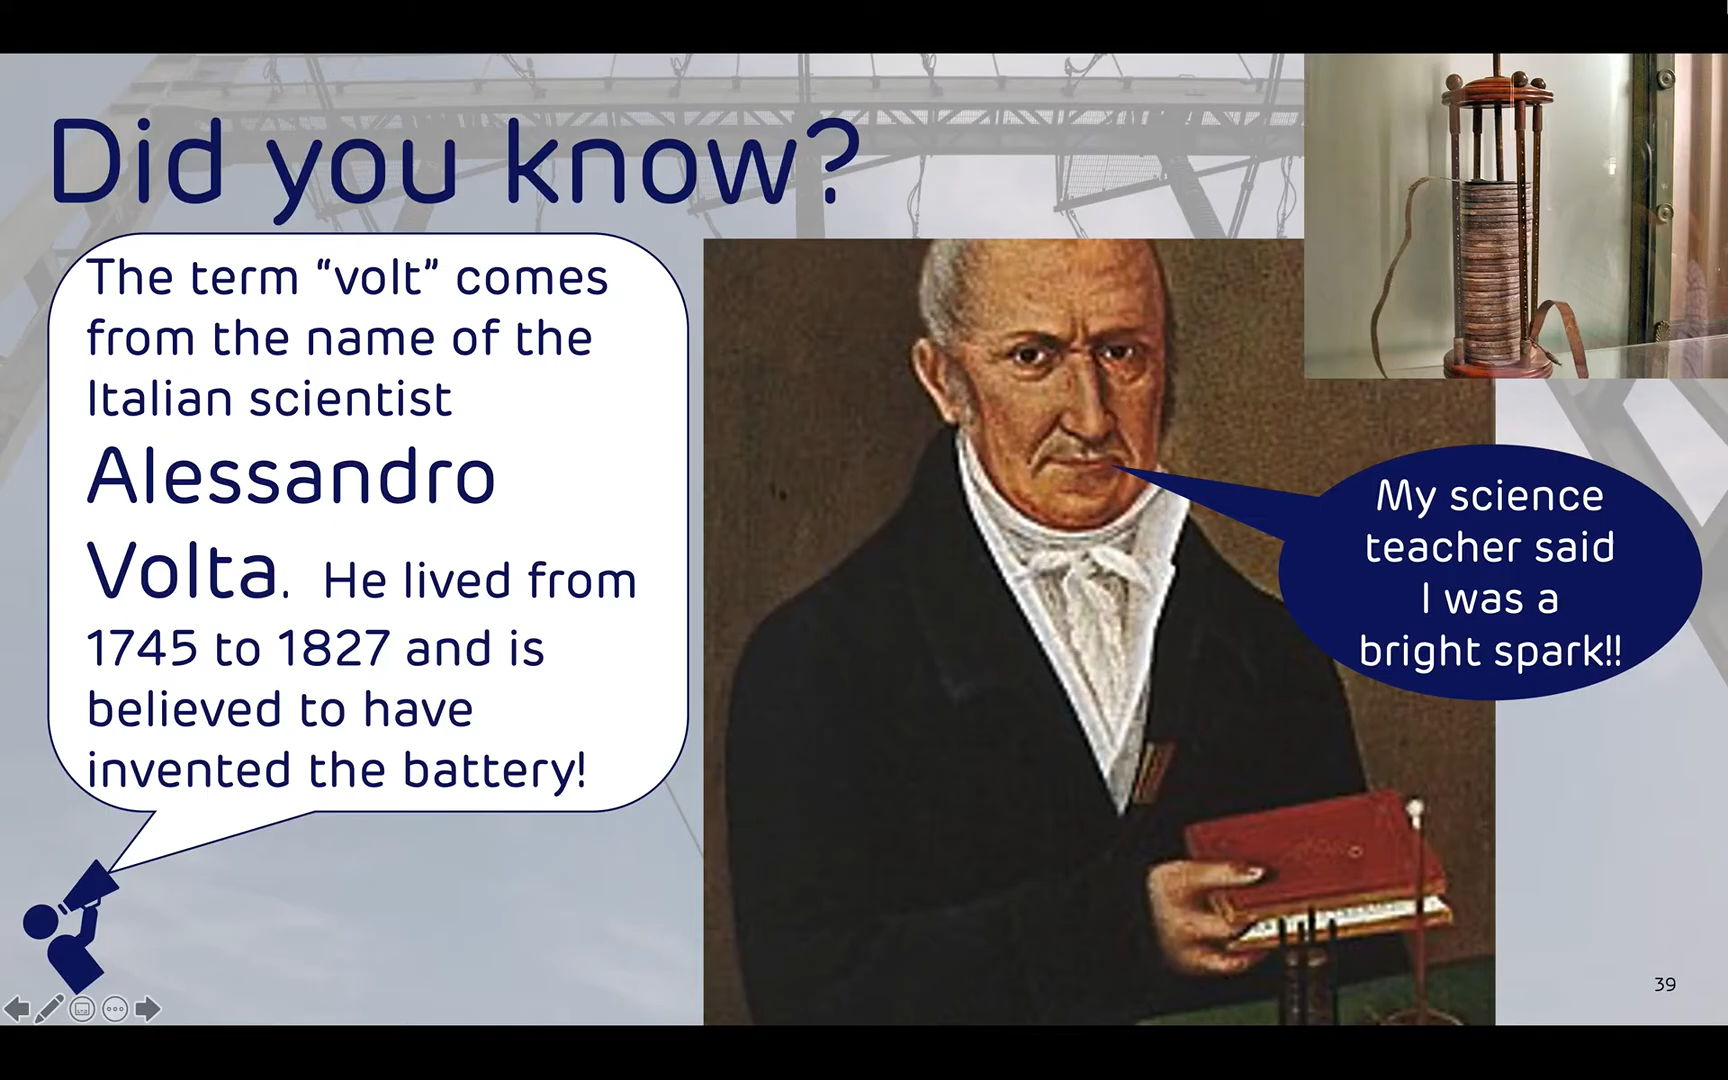 Did you know?
The term “volt” comes
from the name of the
Italian scientist
Alessandro
Volta.  He lived from
1745 to 1827 and is
believed to have
invented the battery!
My science
teacher said
I was a
bright spark!!
39